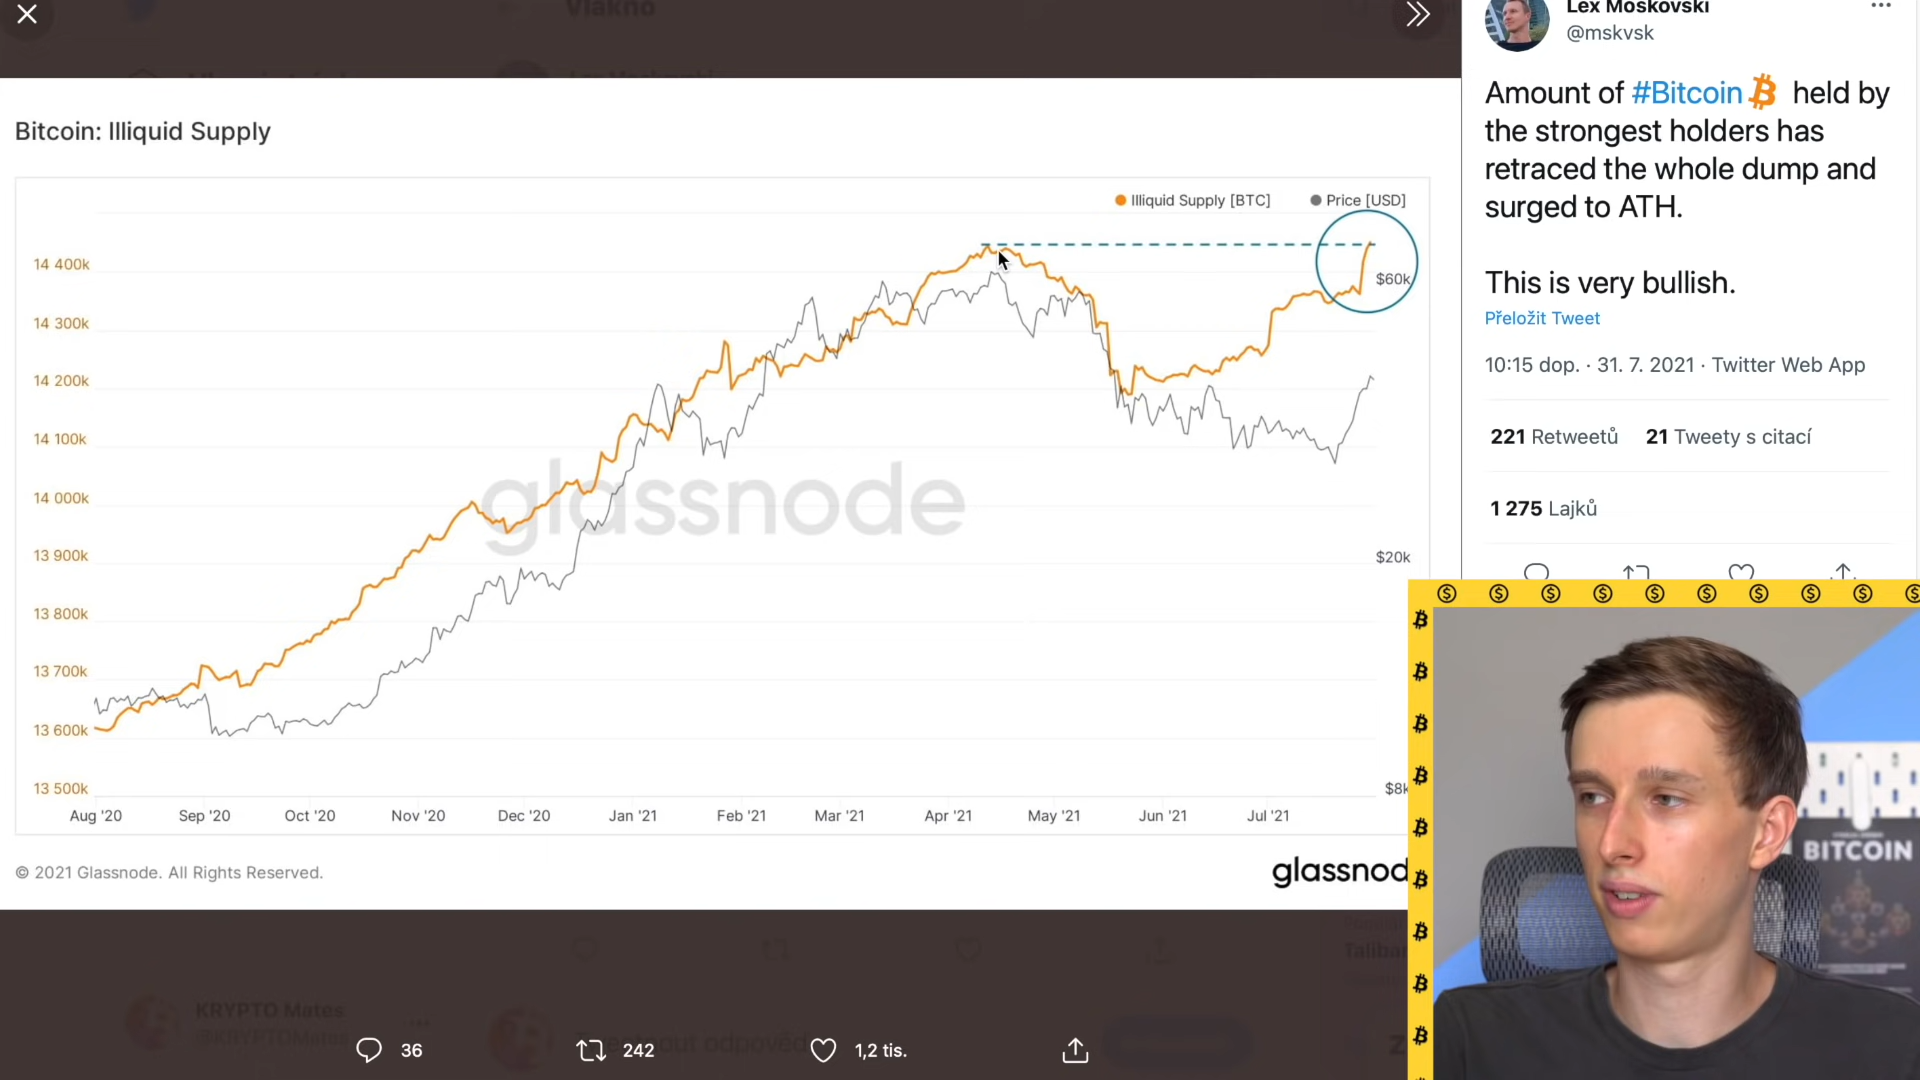 Vlákno
Lex Moskovski
@mskvsk
Amount of #Bitcoin held by
the strongest holders has
retraced the whole dump and
surged to ATH.
This is very bullish.
Přeložit Tweet
10:15 dop. · 31. 7. 2021 · Twitter Web App
221 Retweetů 21 Tweety s citací
1 275 Lajků
Bitcoin: Illiquid Supply
Illiquid Supply [BTC] Price [USD]
14 400k
14 300k
14 200k
14 100k
14 000k
13 900k
13 800k
13 700k
13 600k
13 500k
$60k
$20k
$8k
glassnode
Aug '20 Sep '20 Oct '20 Nov '20 Dec '20 Jan '21 Feb '21 Mar '21 Apr '21 May '21 Jun '21 Jul '21
© 2021 Glassnode. All Rights Reserved.
glassnod
KRYPTO Mates
@KRYPTOMates
36 242 1,2 tis.
BITCOIN